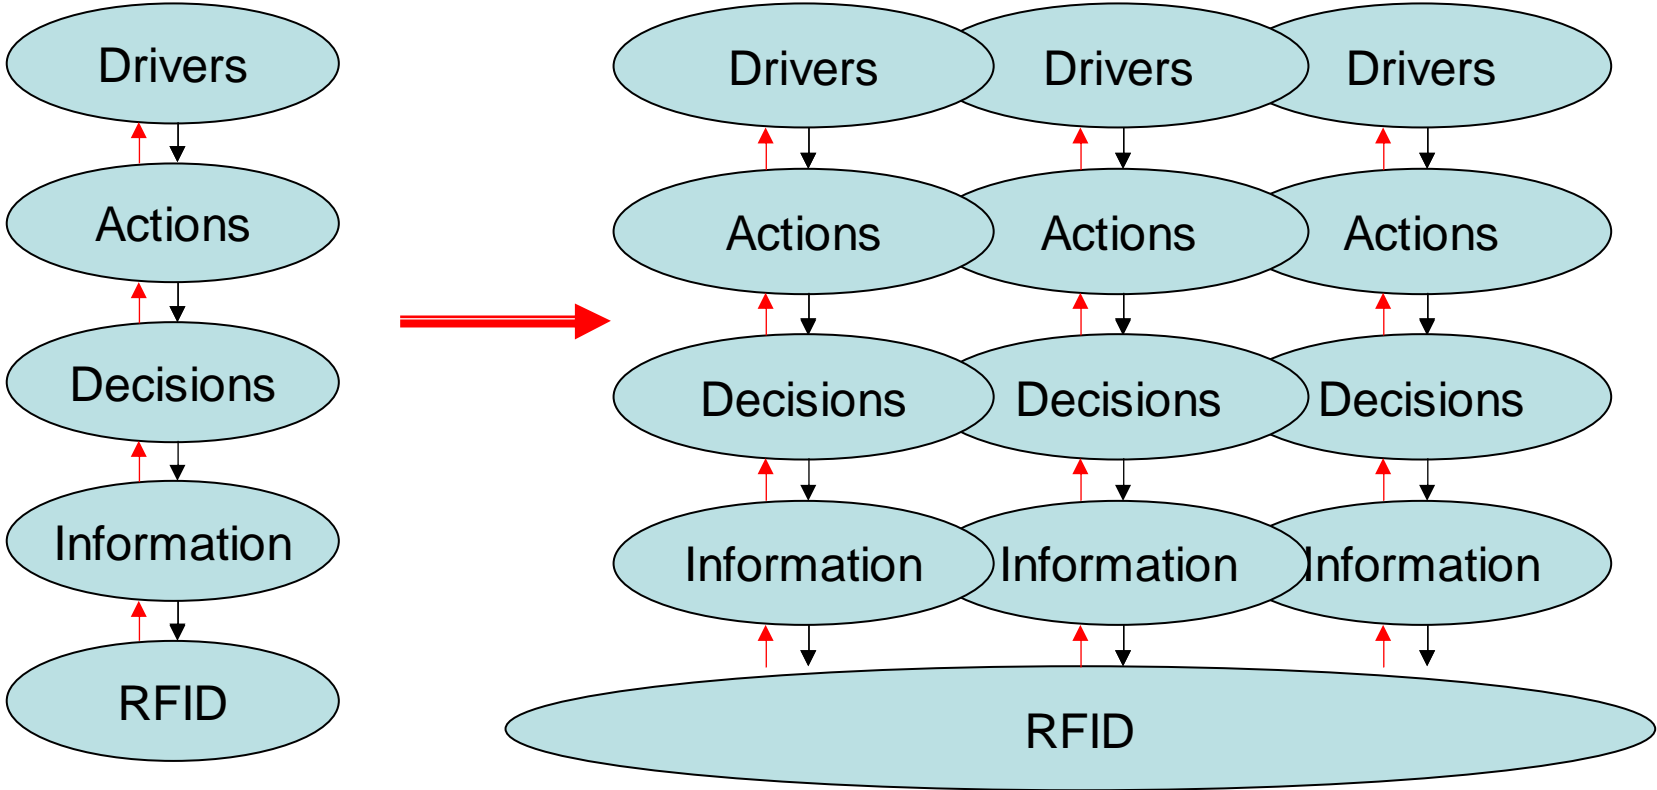 Drivers
Actions
Decisions
Information
RFID
Drivers Drivers Drivers
Actions Actions Actions
Decisions Decisions Decisions
Information Information Information
RFID